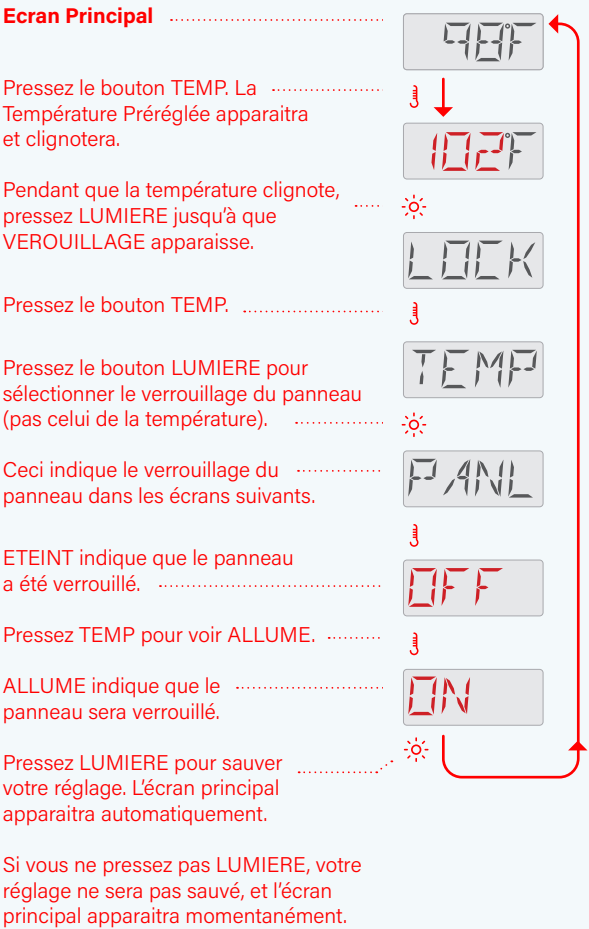 Ecran Principal
98°F
Pressez le bouton TEMP. La
Température Préréglée apparaitra
et clignotera.
102°F
Pendant que la température clignote,
pressez LUMIERE jusqu'à que
VEROUILLAGE apparaisse.
LOCK
Pressez le bouton TEMP.
TEMP
Pressez le bouton LUMIERE pour
sélectionner le verrouillage du panneau
(pas celui de la température).
PANL
Ceci indique le verrouillage du
panneau dans les écrans suivants.
ETEINT indique que le panneau
a été verrouillé.
OFF
Pressez TEMP pour voir ALLUME.
ALLUME indique que le
panneau sera verrouillé.
ON
Pressez LUMIERE pour sauver
votre réglage. L'écran principal
apparaitra automatiquement.
Si vous ne pressez pas LUMIERE, votre
réglage ne sera pas sauvé, et l'écran
principal apparaitra momentanément.